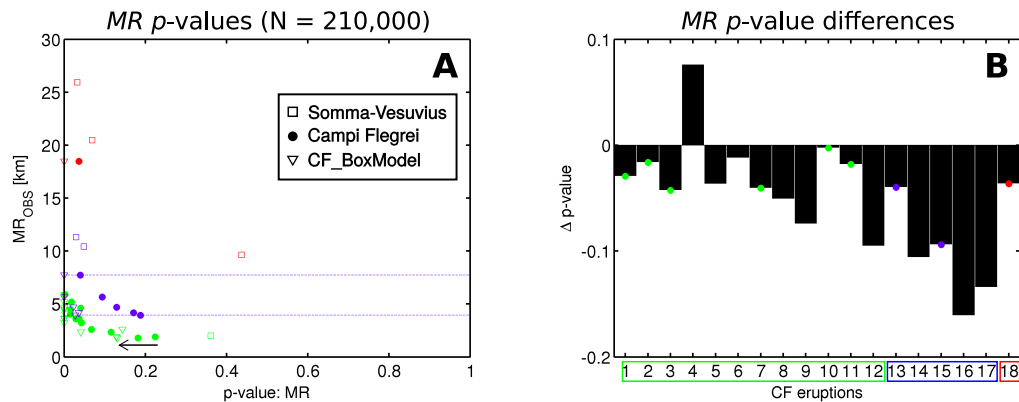 MR p-values (N = 210,000)
A
30
25
20
15
10
5
0
MR_OBS [km]
Somma-Vesuvius
Campi Flegrei
CF_BoxModel
0 0.2 0.4 0.6 0.8 1
p-value: MR
MR p-value differences
B
0.1
0
-0.1
-0.2
Δ p-value
1 2 3 4 5 6 7 8 9 10 11 12 13 14 15 16 17 18
CF eruptions